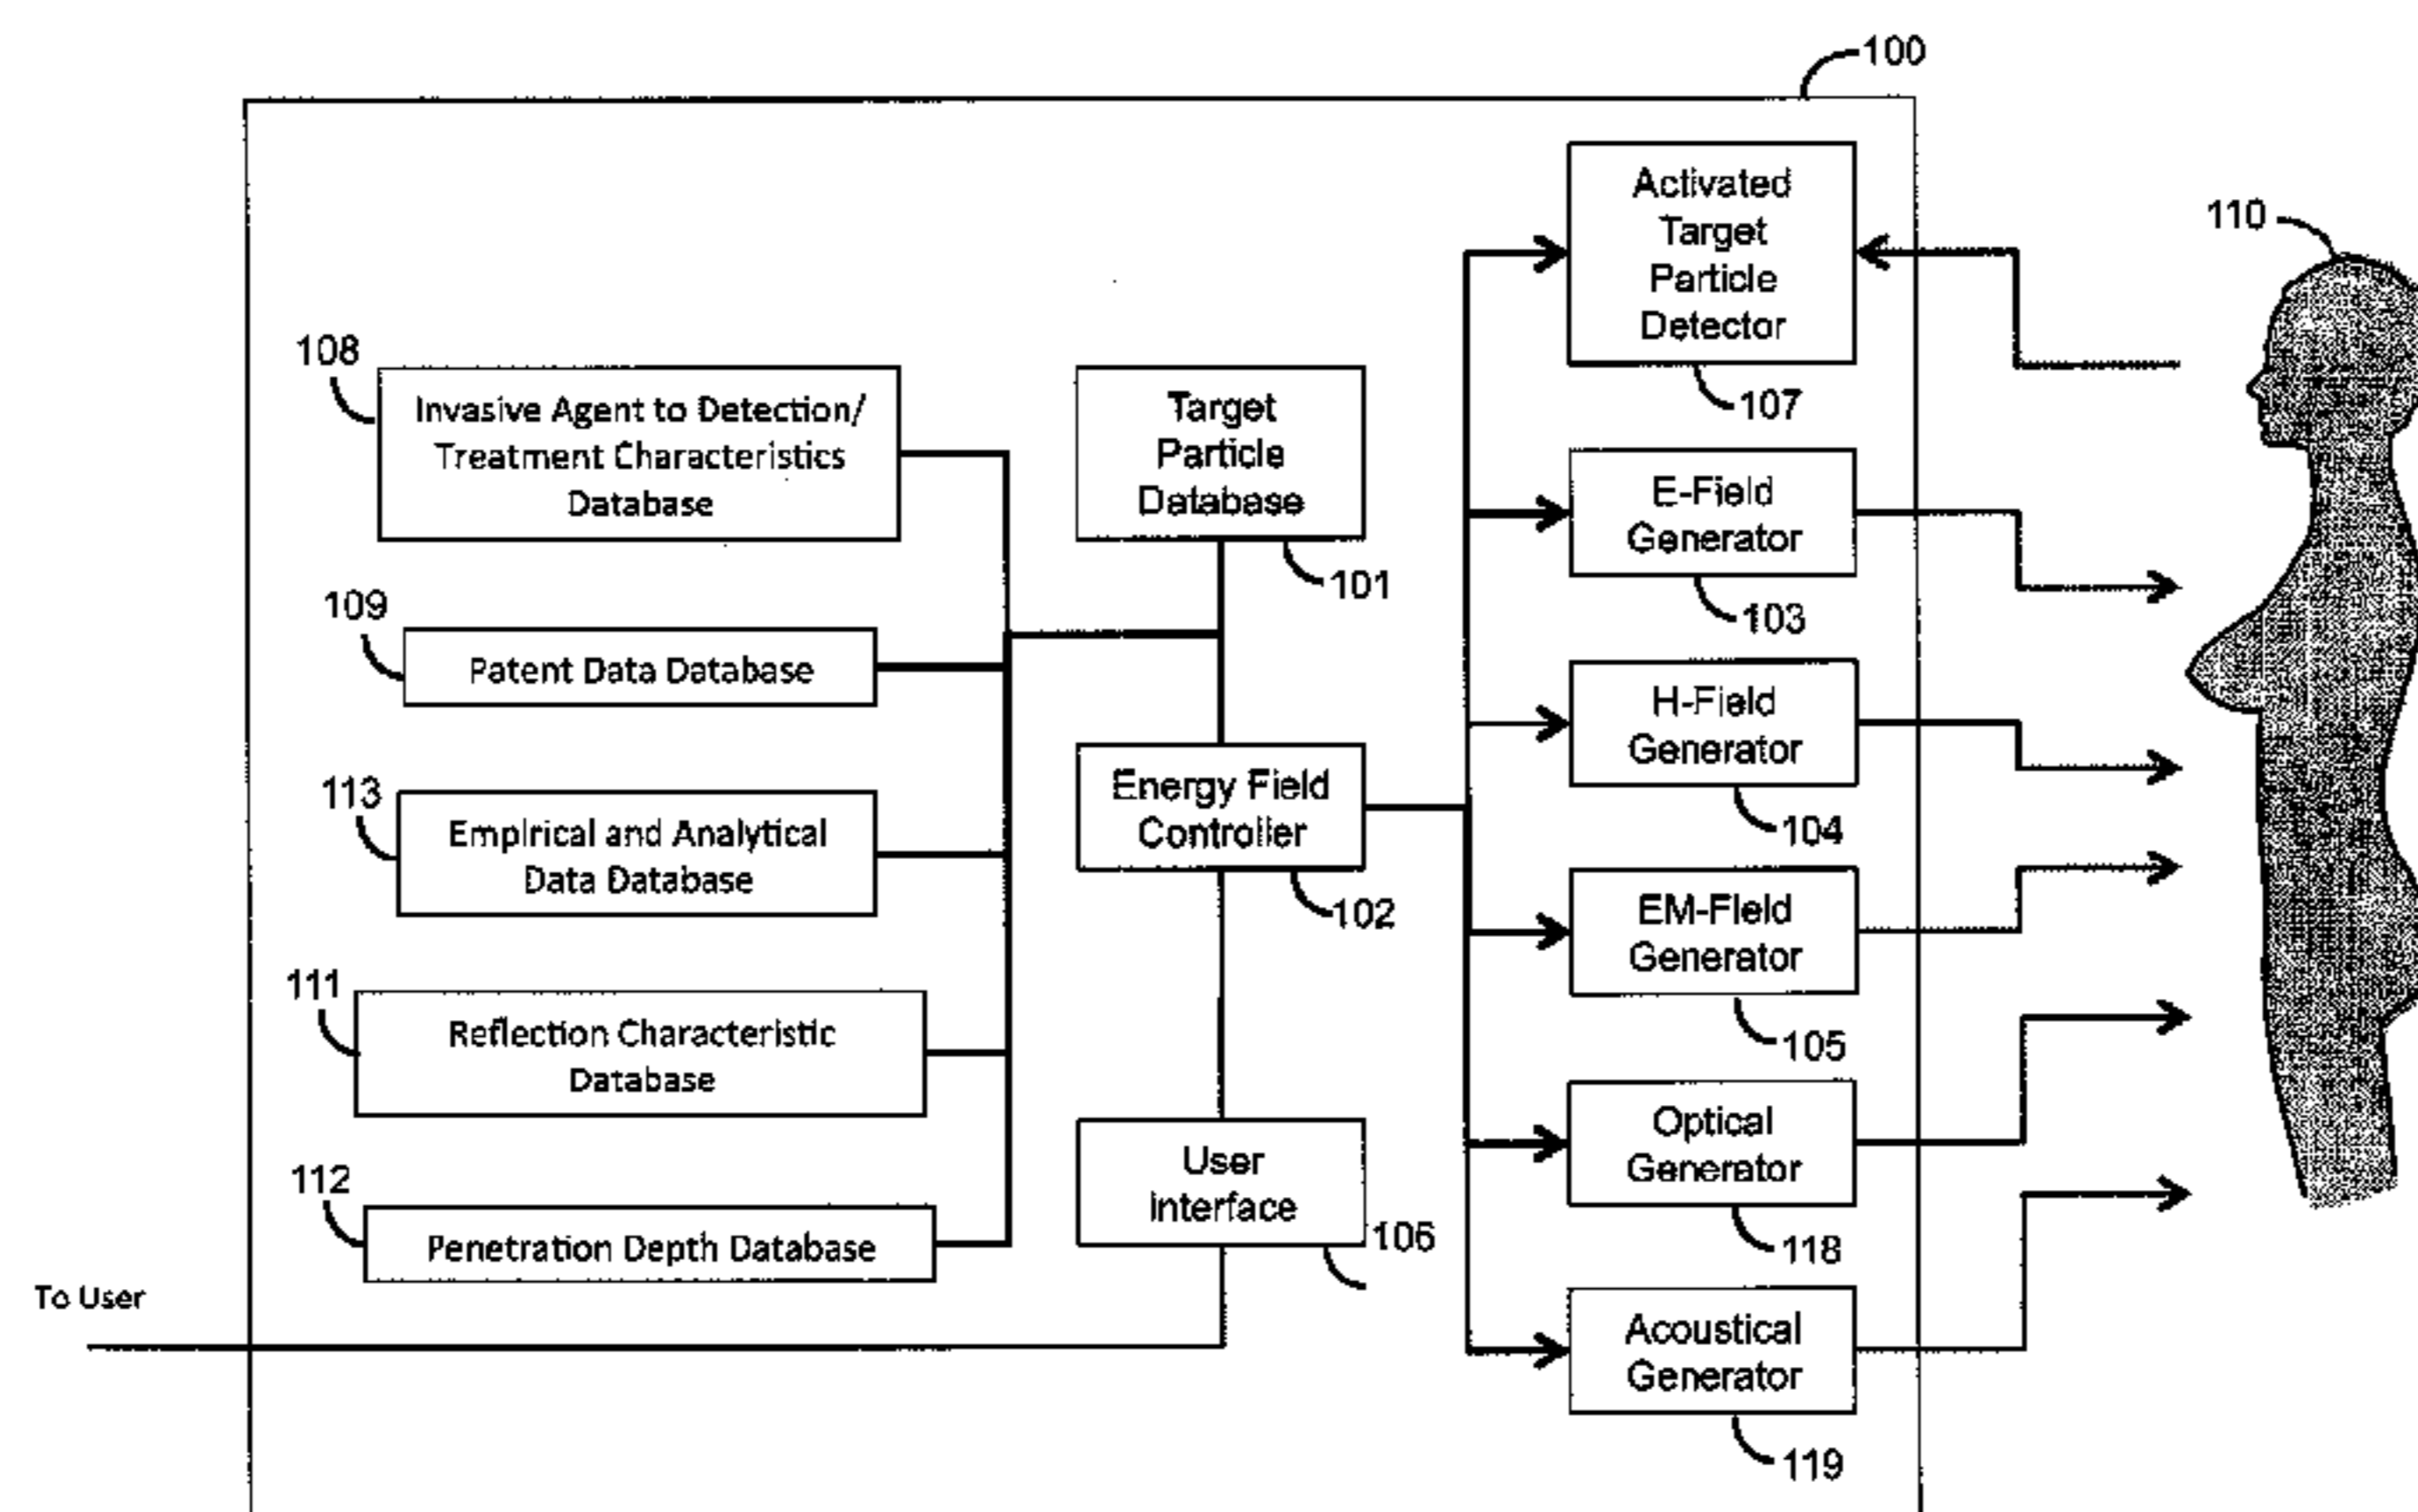 100
Activated
Target
Particle
Detector
107
110
108
Invasive Agent to Detection/
Treatment Characteristics
Database
Target
Particle
Database
101
E-Field
Generator
103
109
Patent Data Database
H-Field
Generator
104
113
Empirical and Analytical
Data Database
Energy Field
Controller
102
EM-Field
Generator
105
111
Reflection Characteristic
Database
User
Interface
106
Optical
Generator
118
112
Penetration Depth Database
To User
Acoustical
Generator
119